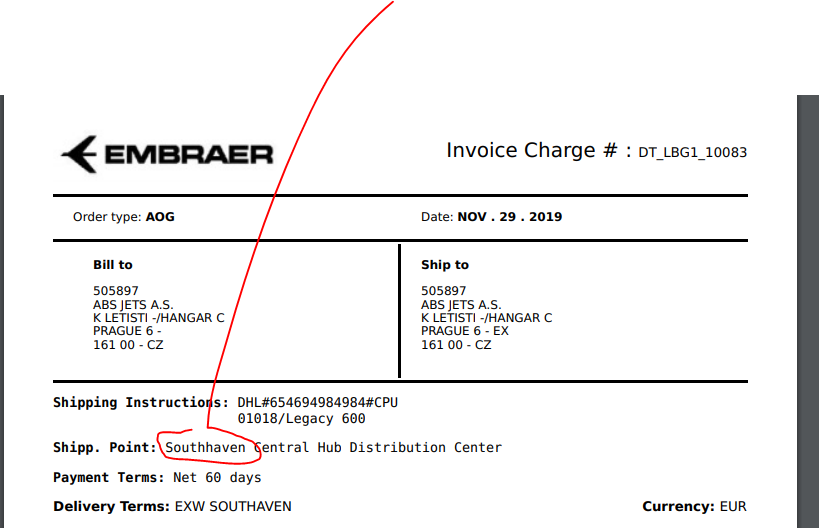 EMBRAER
Invoice Charge # : DT_LBG1_10083
Order type: AOG
Date: NOV . 29 . 2019
Bill to
505897
ABS JETS A.S.
K LETISTI -/HANGAR C
PRAGUE 6 -
161 00 - CZ
Ship to
505897
ABS JETS A.S.
K LETISTI -/HANGAR C
PRAGUE 6 - EX
161 00 - CZ
Shipping Instructions: DHL#654694984984#CPU
01018/Legacy 600
Shipp. Point: Southhaven Central Hub Distribution Center
Payment Terms: Net 60 days
Delivery Terms: EXW SOUTHAVEN
Currency: EUR